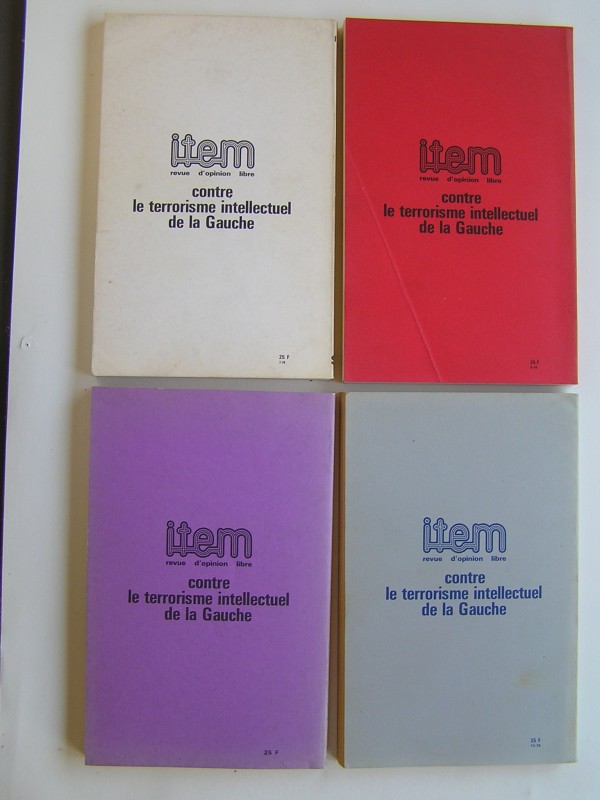 item
revue d'opinion libre
contre
le terrorisme intellectuel
de la Gauche
25 F
item
revue d'opinion libre
contre
le terrorisme intellectuel
de la Gauche
25 F
item
revue d'opinion libre
contre
le terrorisme intellectuel
de la Gauche
25 F
item
revue d'opinion libre
contre
le terrorisme intellectuel
de la Gauche
25 F